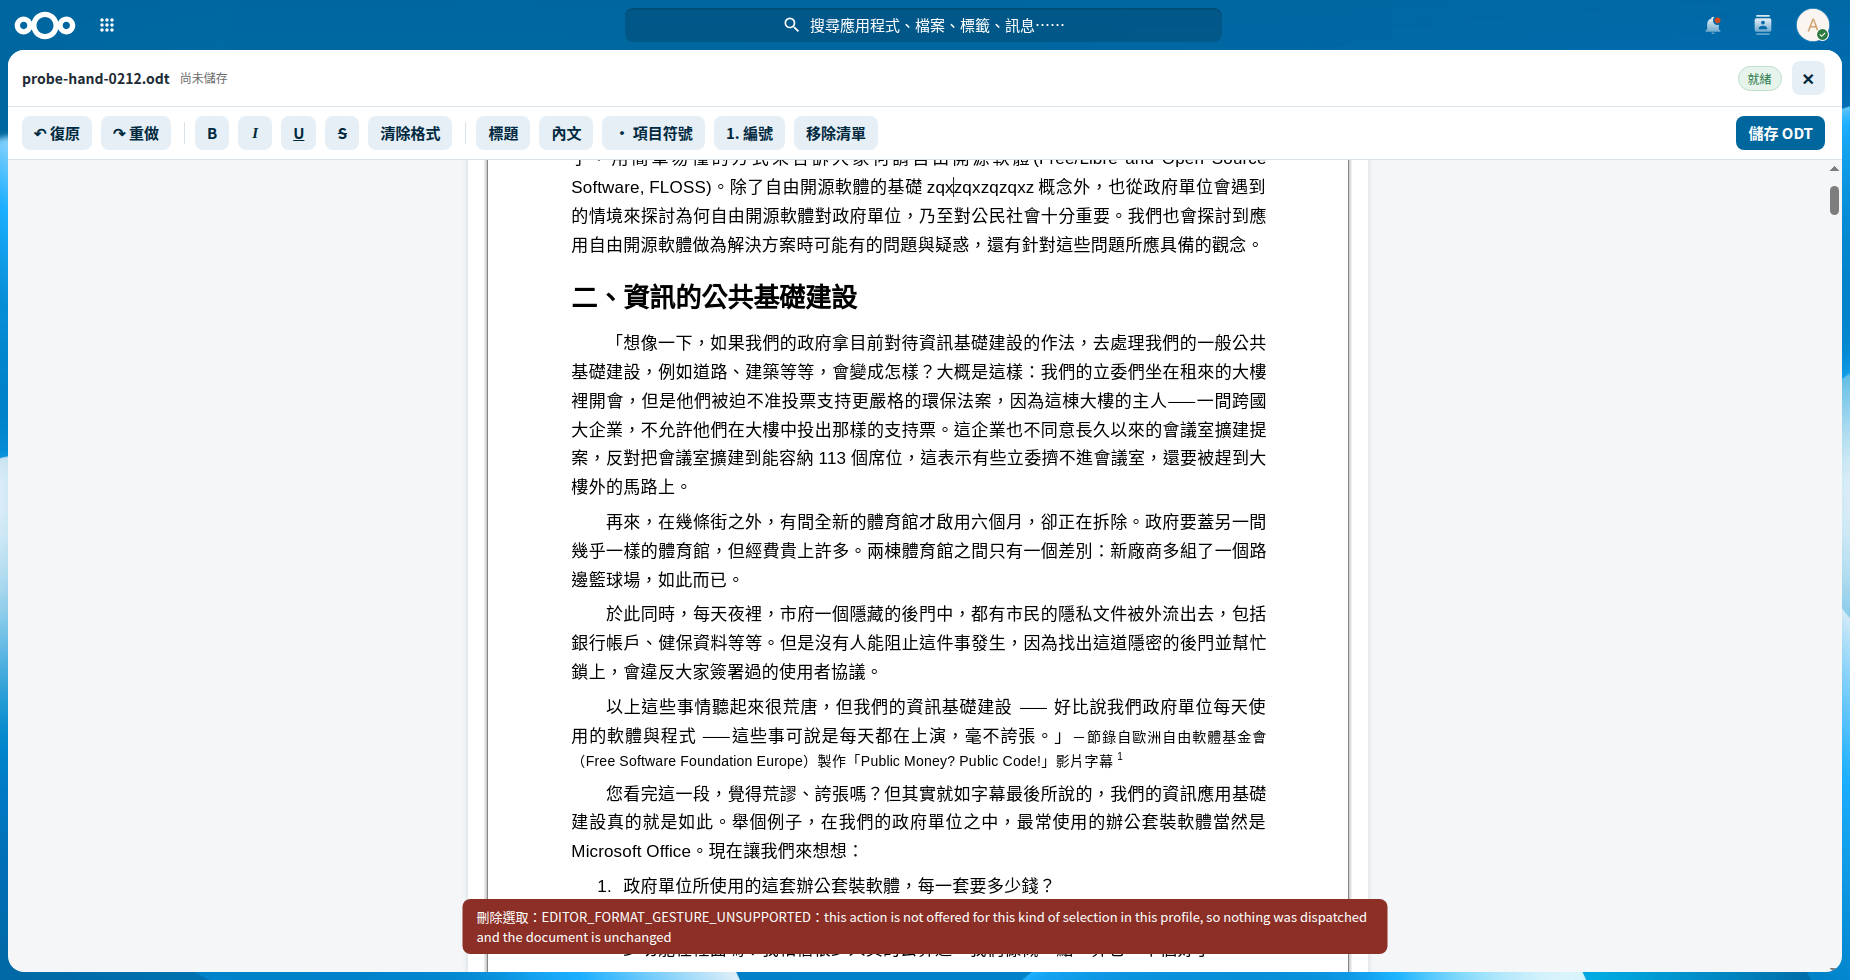 搜尋應用程式、檔案、標籤、訊息……
A
probe-hand-0212.odt 尚未儲存
就緒 ×
↶ 復原 ↷ 重做 B I U S 清除格式 標題 內文 • 項目符號 1. 編號 移除清單 儲存 ODT
了,用簡單易懂的方式來告訴大家何謂自由開源軟體(Free/Libre and Open Source
Software, FLOSS)。除了自由開源軟體的基礎 zqxzqxzqzqxz 概念外,也從政府單位會遇到
的情境來探討為何自由開源軟體對政府單位,乃至對公民社會十分重要。我們也會探討到應
用自由開源軟體做為解決方案時可能有的問題與疑惑,還有針對這些問題所應具備的觀念。
二、資訊的公共基礎建設
「想像一下,如果我們的政府拿目前對待資訊基礎建設的作法,去處理我們的一般公共
基礎建設,例如道路、建築等等,會變成怎樣?大概是這樣:我們的立委們坐在租來的大樓
裡開會,但是他們被迫不准投票支持更嚴格的環保法案,因為這棟大樓的主人——一間跨國
大企業,不允許他們在大樓中投出那樣的支持票。這企業也不同意長久以來的會議室擴建提
案,反對把會議室擴建到能容納 113 個席位,這表示有些立委擠不進會議室,還要被趕到大
樓外的馬路上。
再來,在幾條街之外,有間全新的體育館才啟用六個月,卻正在拆除。政府要蓋另一間
幾乎一樣的體育館,但經費貴上許多。兩棟體育館之間只有一個差別:新廠商多組了一個路
邊籃球場,如此而已。
於此同時,每天夜裡,市府一個隱藏的後門中,都有市民的隱私文件被外流出去,包括
銀行帳戶、健保資料等等。但是沒有人能阻止這件事發生,因為找出這道隱密的後門並幫忙
鎖上,會違反大家簽署過的使用者協議。
以上這些事情聽起來很荒唐,但我們的資訊基礎建設 —— 好比說我們政府單位每天使
用的軟體與程式 ——這些事可說是每天都在上演,毫不誇張。」—節錄自歐洲自由軟體基金會
(Free Software Foundation Europe)製作「Public Money? Public Code!」影片字幕 1
您看完這一段,覺得荒謬、誇張嗎?但其實就如字幕最後所說的,我們的資訊應用基礎
建設真的就是如此。舉個例子,在我們的政府單位之中,最常使用的辦公套裝軟體當然是
Microsoft Office。現在讓我們來想想:
1. 政府單位所使用的這套辦公套裝軟體,每一套要多少錢?
刪除選取:EDITOR_FORMAT_GESTURE_UNSUPPORTED:this action is not offered for this kind of selection in this profile, so nothing was dispatched
and the document is unchanged